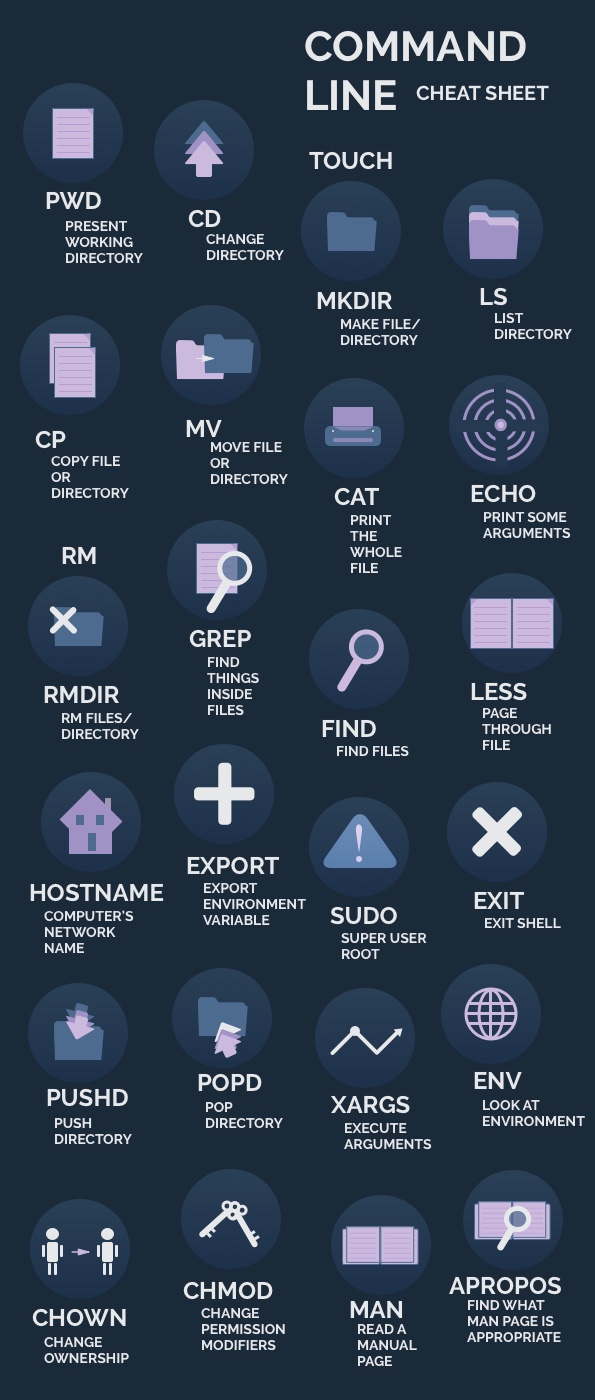 COMMAND
LINE CHEAT SHEET
PWD
PRESENT
WORKING
DIRECTORY
CD
CHANGE
DIRECTORY
TOUCH
MKDIR
MAKE FILE/
DIRECTORY
LS
LIST
DIRECTORY
CP
COPY FILE
OR
DIRECTORY
MV
MOVE FILE
OR
DIRECTORY
CAT
PRINT
THE
WHOLE
FILE
ECHO
PRINT SOME
ARGUMENTS
RM
RMDIR
RM FILES/
DIRECTORY
GREP
FIND
THINGS
INSIDE
FILES
FIND
FIND FILES
LESS
PAGE
THROUGH
FILE
HOSTNAME
COMPUTER'S
NETWORK
NAME
EXPORT
EXPORT
ENVIRONMENT
VARIABLE
SUDO
SUPER USER
ROOT
EXIT
EXIT SHELL
PUSHD
PUSH
DIRECTORY
POPD
POP
DIRECTORY
XARGS
EXECUTE
ARGUMENTS
ENV
LOOK AT
ENVIRONMENT
CHOWN
CHANGE
OWNERSHIP
CHMOD
CHANGE
PERMISSION
MODIFIERS
MAN
READ A
MANUAL
PAGE
APROPOS
FIND WHAT
MAN PAGE IS
APPROPRIATE